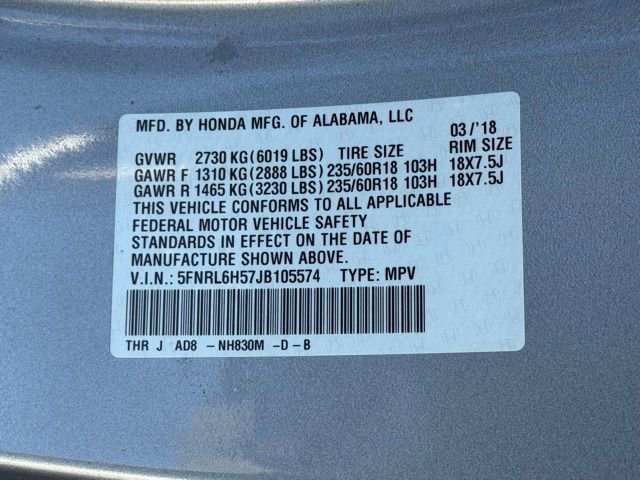 MFD. BY HONDA MFG. OF ALABAMA, LLC 03/'18
GVWR 2730 KG(6019 LBS) TIRE SIZE RIM SIZE
GAWR F 1310 KG(2888 LBS) 235/60R18 103H 18X7.5J
GAWR R 1465 KG(3230 LBS) 235/60R18 103H 18X7.5J
THIS VEHICLE CONFORMS TO ALL APPLICABLE
FEDERAL MOTOR VEHICLE SAFETY
STANDARDS IN EFFECT ON THE DATE OF
MANUFACTURE SHOWN ABOVE.
V.I.N.: 5FNRL6H57JB105574 TYPE: MPV
THR J AD8 -NH830M -D-B